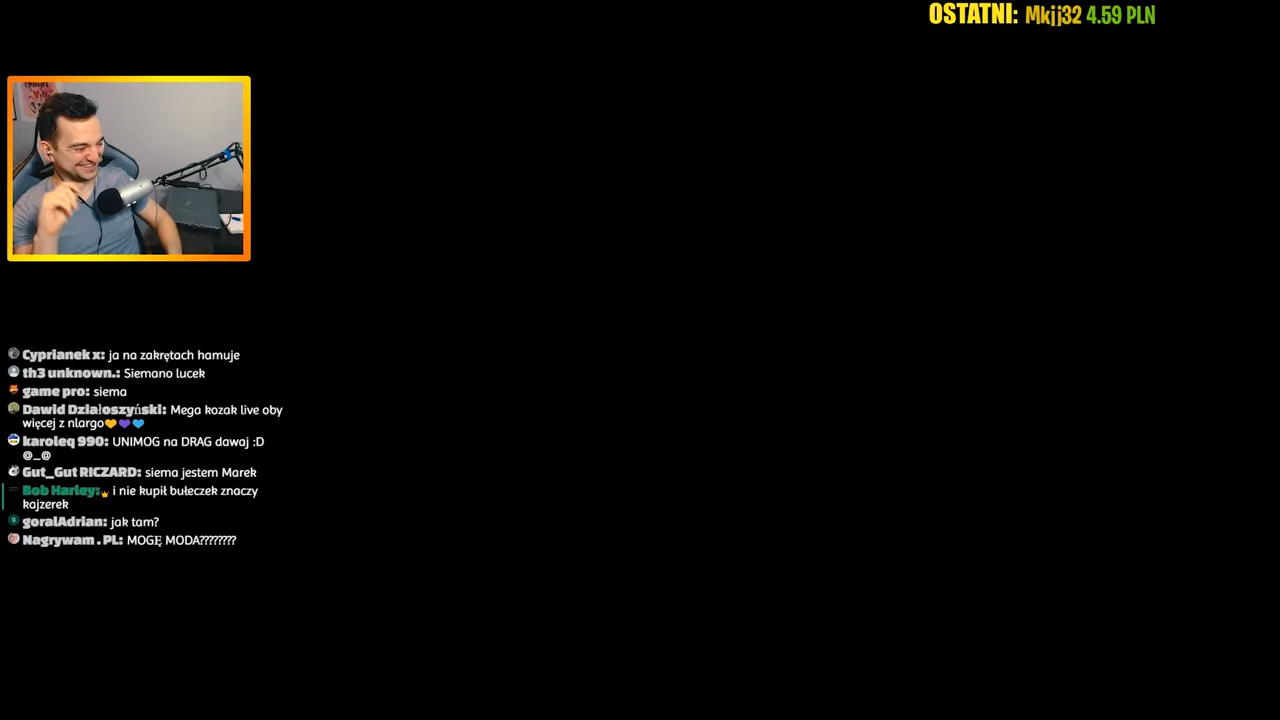 OSTATNI: Mkjj32 4.59 PLN
Cyprianek x: ja na zakrętach hamuje
th3 unknown.: Siemano lucek
game pro: siema
Dawid Działoszyński: Mega kozak live oby
więcej z nlargo🧡💜💙
karoleq 990: UNIMOG na DRAG dawaj :D
@_@
Gut_Gut RICZARD: siema jestem Marek
Bob Harley: i nie kupił bułeczek znaczy
kajzerek
goralAdrian: jak tam?
Nagrywam . PL: MOGĘ MODA????????